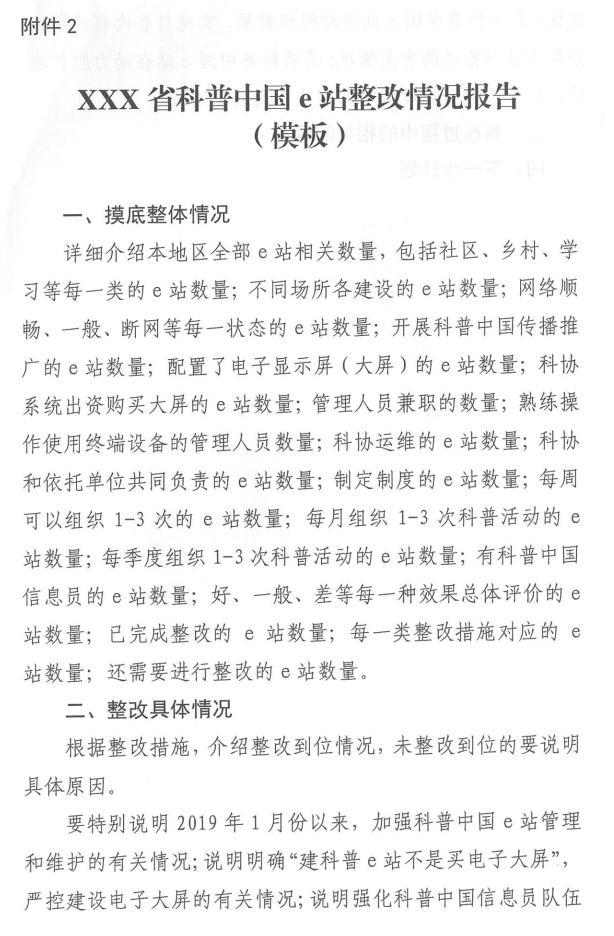 附件 2
XXX 省科普中国 e 站整改情况报告
（模板）
一、摸底整体情况
详细介绍本地区全部 e 站相关数量，包括社区、乡村、学
习等每一类的 e 站数量；不同场所各建设的 e 站数量；网络顺
畅、一般、断网等每一状态的 e 站数量；开展科普中国传播推
广的 e 站数量；配置了电子显示屏（大屏）的 e 站数量；科协
系统出资购买大屏的 e 站数量；管理人员兼职的数量；熟练操
作使用终端设备的管理人员数量；科协运维的 e 站数量；科协
和依托单位共同负责的 e 站数量；制定制度的 e 站数量；每周
可以组织 1-3 次的 e 站数量；每月组织 1-3 次科普活动的 e
站数量；每季度组织 1-3 次科普活动的 e 站数量；有科普中国
信息员的 e 站数量；好、一般、差等每一种效果总体评价的 e
站数量；已完成整改的 e 站数量；每一类整改措施对应的 e
站数量；还需要进行整改的 e 站数量。
二、整改具体情况
根据整改措施，介绍整改到位情况，未整改到位的要说明
具体原因。
要特别说明 2019 年 1 月份以来，加强科普中国 e 站管理
和维护的有关情况；说明明确“建科普 e 站不是买电子大屏”，
严控建设电子大屏的有关情况；说明强化科普中国信息员队伍